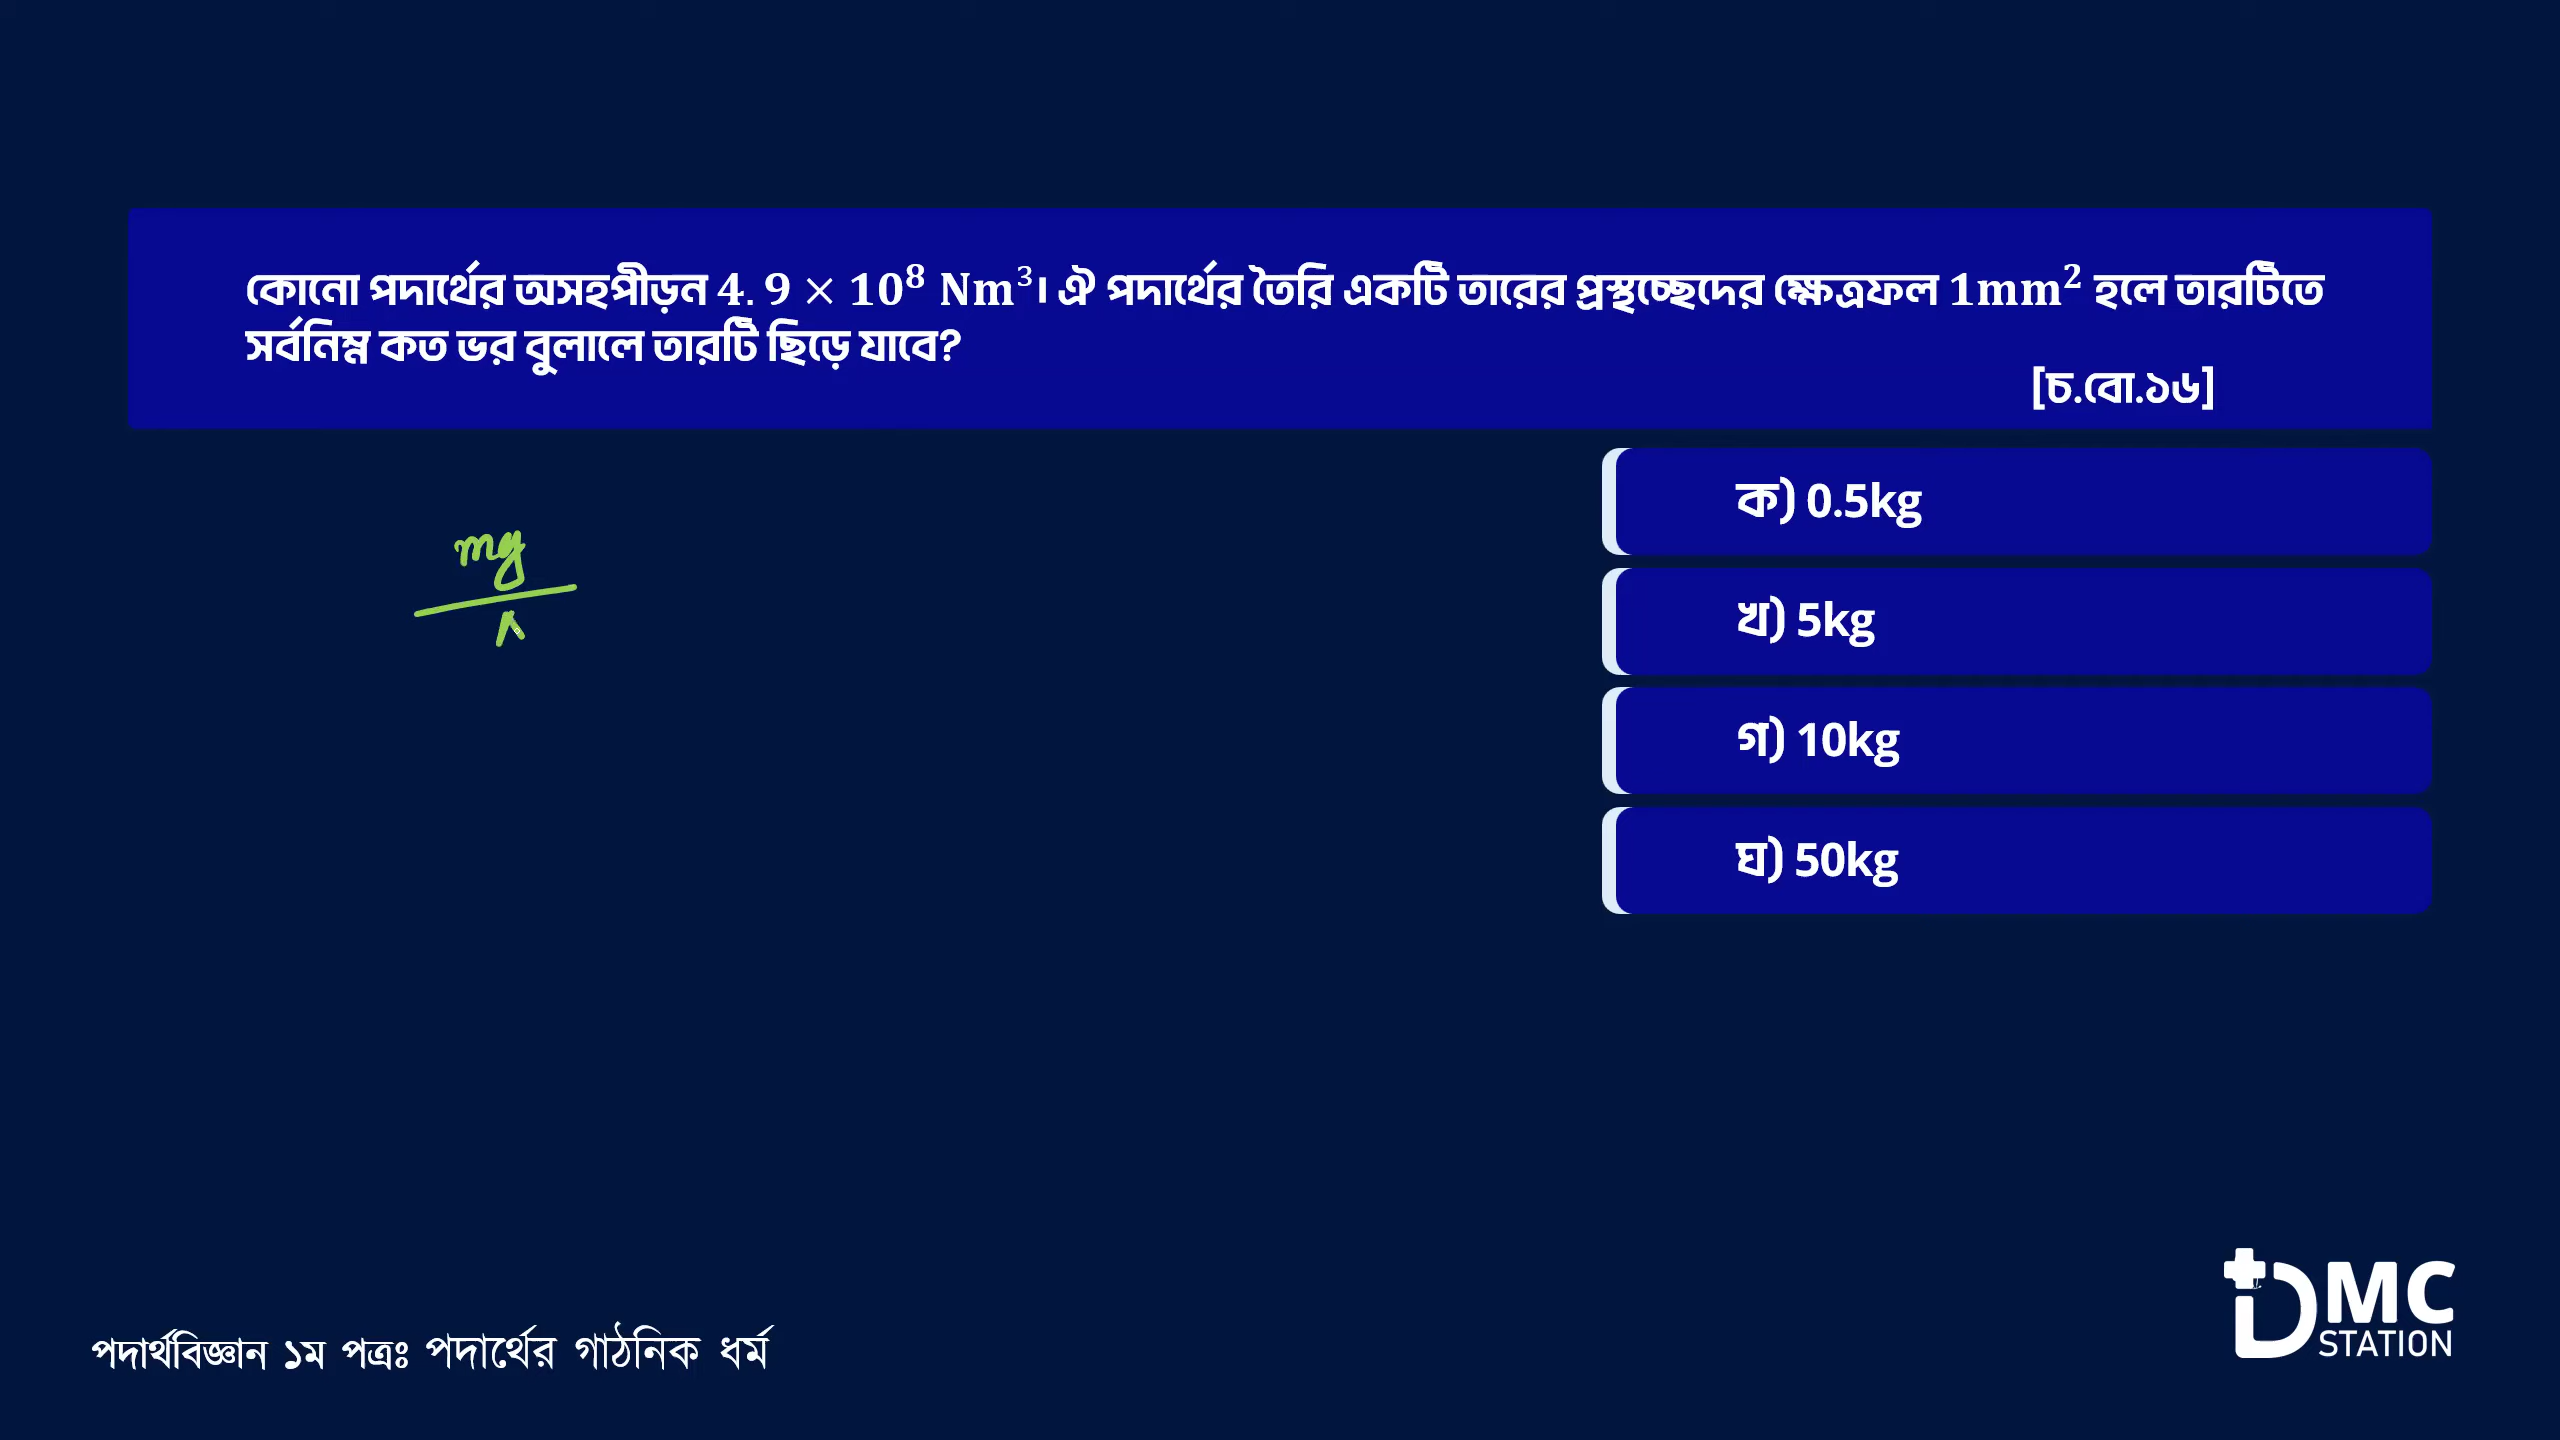 কোনো পদার্থের অসহপীড়ন 4.9 × 10⁸ Nm³। ঐ পদার্থের তৈরি একটি তারের প্রস্থচ্ছেদের ক্ষেত্রফল 1mm² হলে তারটিতে
সর্বনিম্ন কত ভর ঝুলালে তারটি ছিড়ে যাবে?
[চ.বো.১৬]
mg
ক) 0.5kg
খ) 5kg
গ) 10kg
ঘ) 50kg
DMC
STATION
পদার্থবিজ্ঞান ১ম পত্রঃ পদার্থের গাঠনিক ধর্ম